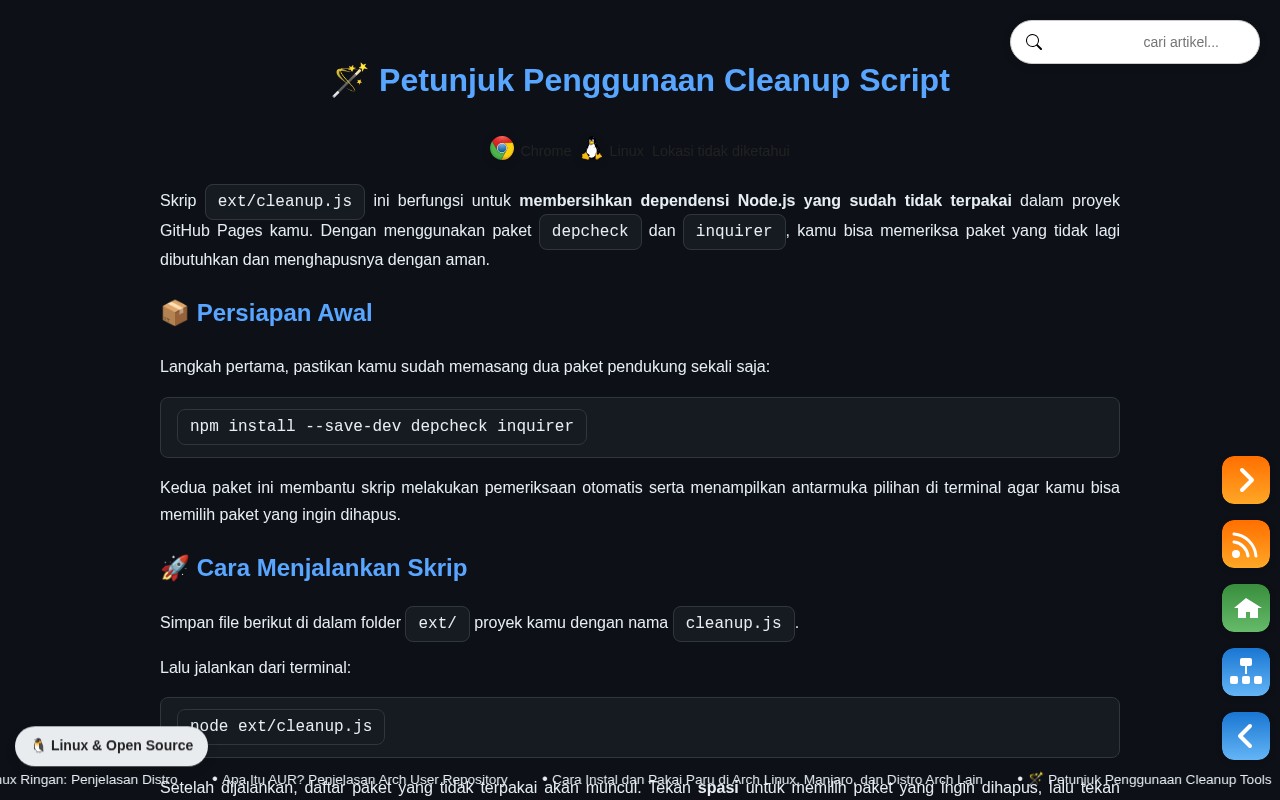 cari artikel...
🪄 Petunjuk Penggunaan Cleanup Script
Chrome Linux Lokasi tidak diketahui
Skrip ext/cleanup.js ini berfungsi untuk membersihkan dependensi Node.js yang sudah tidak terpakai dalam proyek
GitHub Pages kamu. Dengan menggunakan paket depcheck dan inquirer, kamu bisa memeriksa paket yang tidak lagi
dibutuhkan dan menghapusnya dengan aman.
📦 Persiapan Awal
Langkah pertama, pastikan kamu sudah memasang dua paket pendukung sekali saja:
npm install --save-dev depcheck inquirer
Kedua paket ini membantu skrip melakukan pemeriksaan otomatis serta menampilkan antarmuka pilihan di terminal agar kamu bisa
memilih paket yang ingin dihapus.
🚀 Cara Menjalankan Skrip
Simpan file berikut di dalam folder ext/ proyek kamu dengan nama cleanup.js.
Lalu jalankan dari terminal:
node ext/cleanup.js
🐧 Linux & Open Source
nux Ringan: Penjelasan Distro • Apa Itu AUR? Penjelasan Arch User Repository • Cara Instal dan Pakai Paru di Arch Linux, Manjaro, dan Distro Arch Lain • 🪄 Petunjuk Penggunaan Cleanup Tools
Setelah dijalankan, daftar paket yang tidak terpakai akan muncul. Tekan spasi untuk memilih paket yang ingin dihapus, lalu tekan